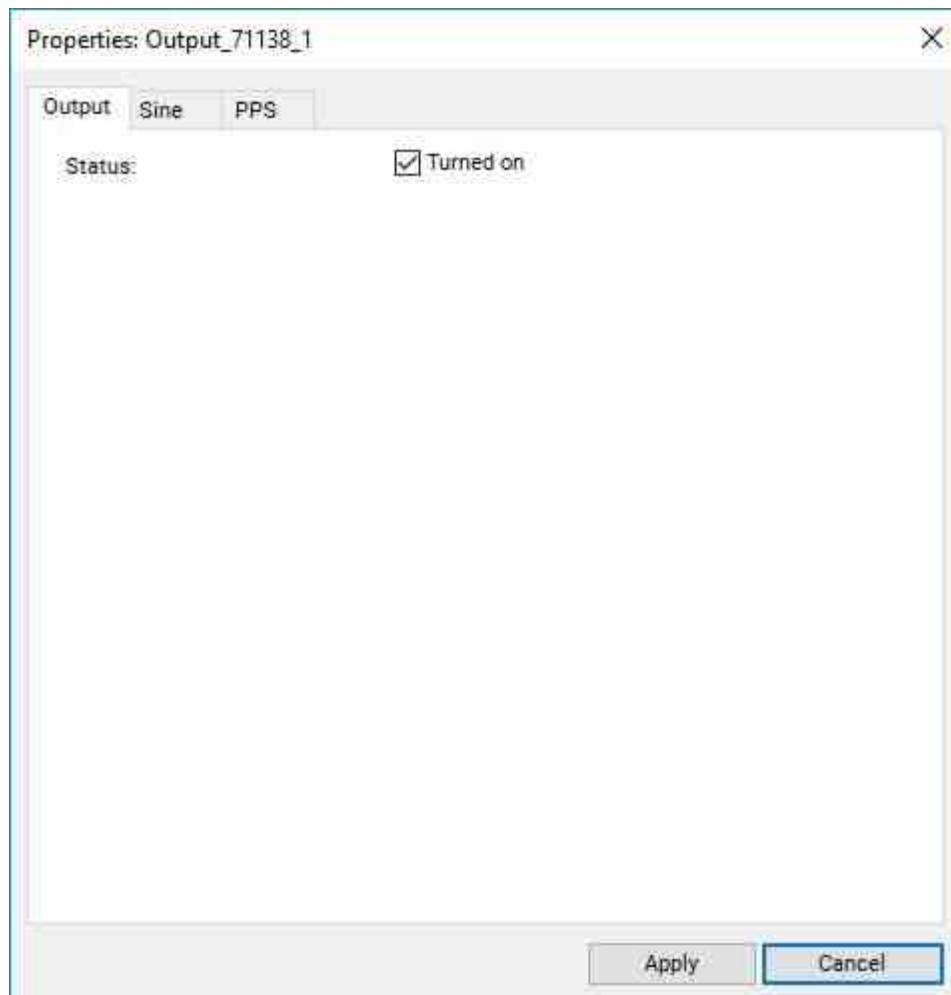 Properties: Output_71138_1
Output Sine PPS
Status: Turned on
Apply Cancel